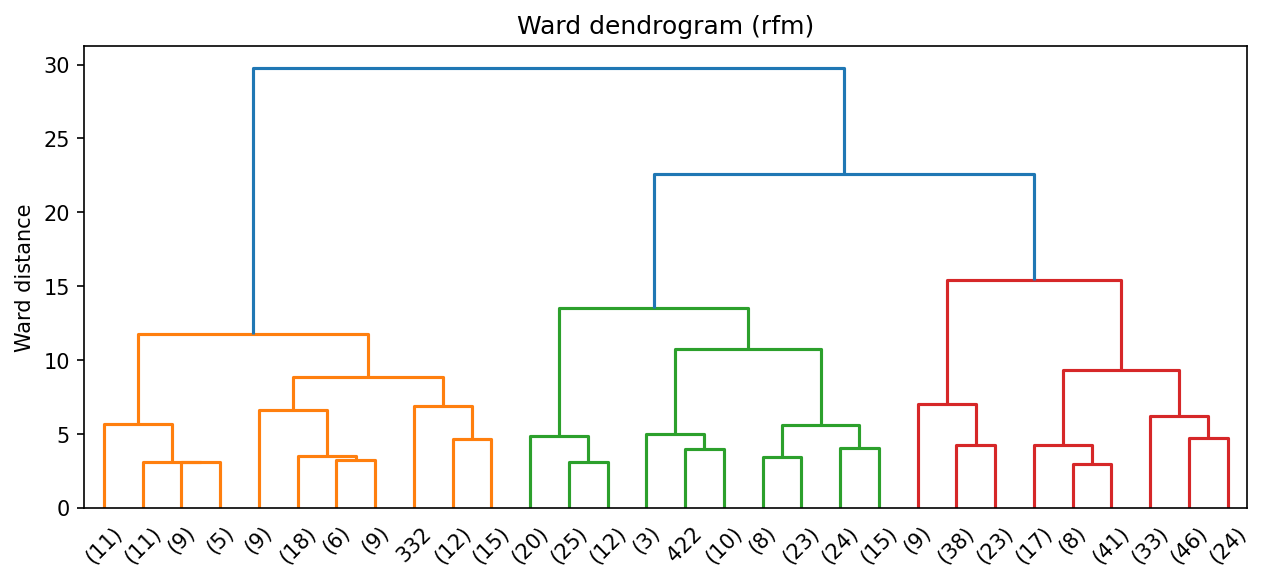 Ward dendrogram (rfm)
Ward distance
30
25
20
15
10
5
0
(11) (11) (9) (5) (9) (18) (6) (9) 332 (12) (15) (20) (25) (12) (3) 422 (10) (8) (23) (24) (15) (9) (38) (23) (17) (8) (41) (33) (46) (24)